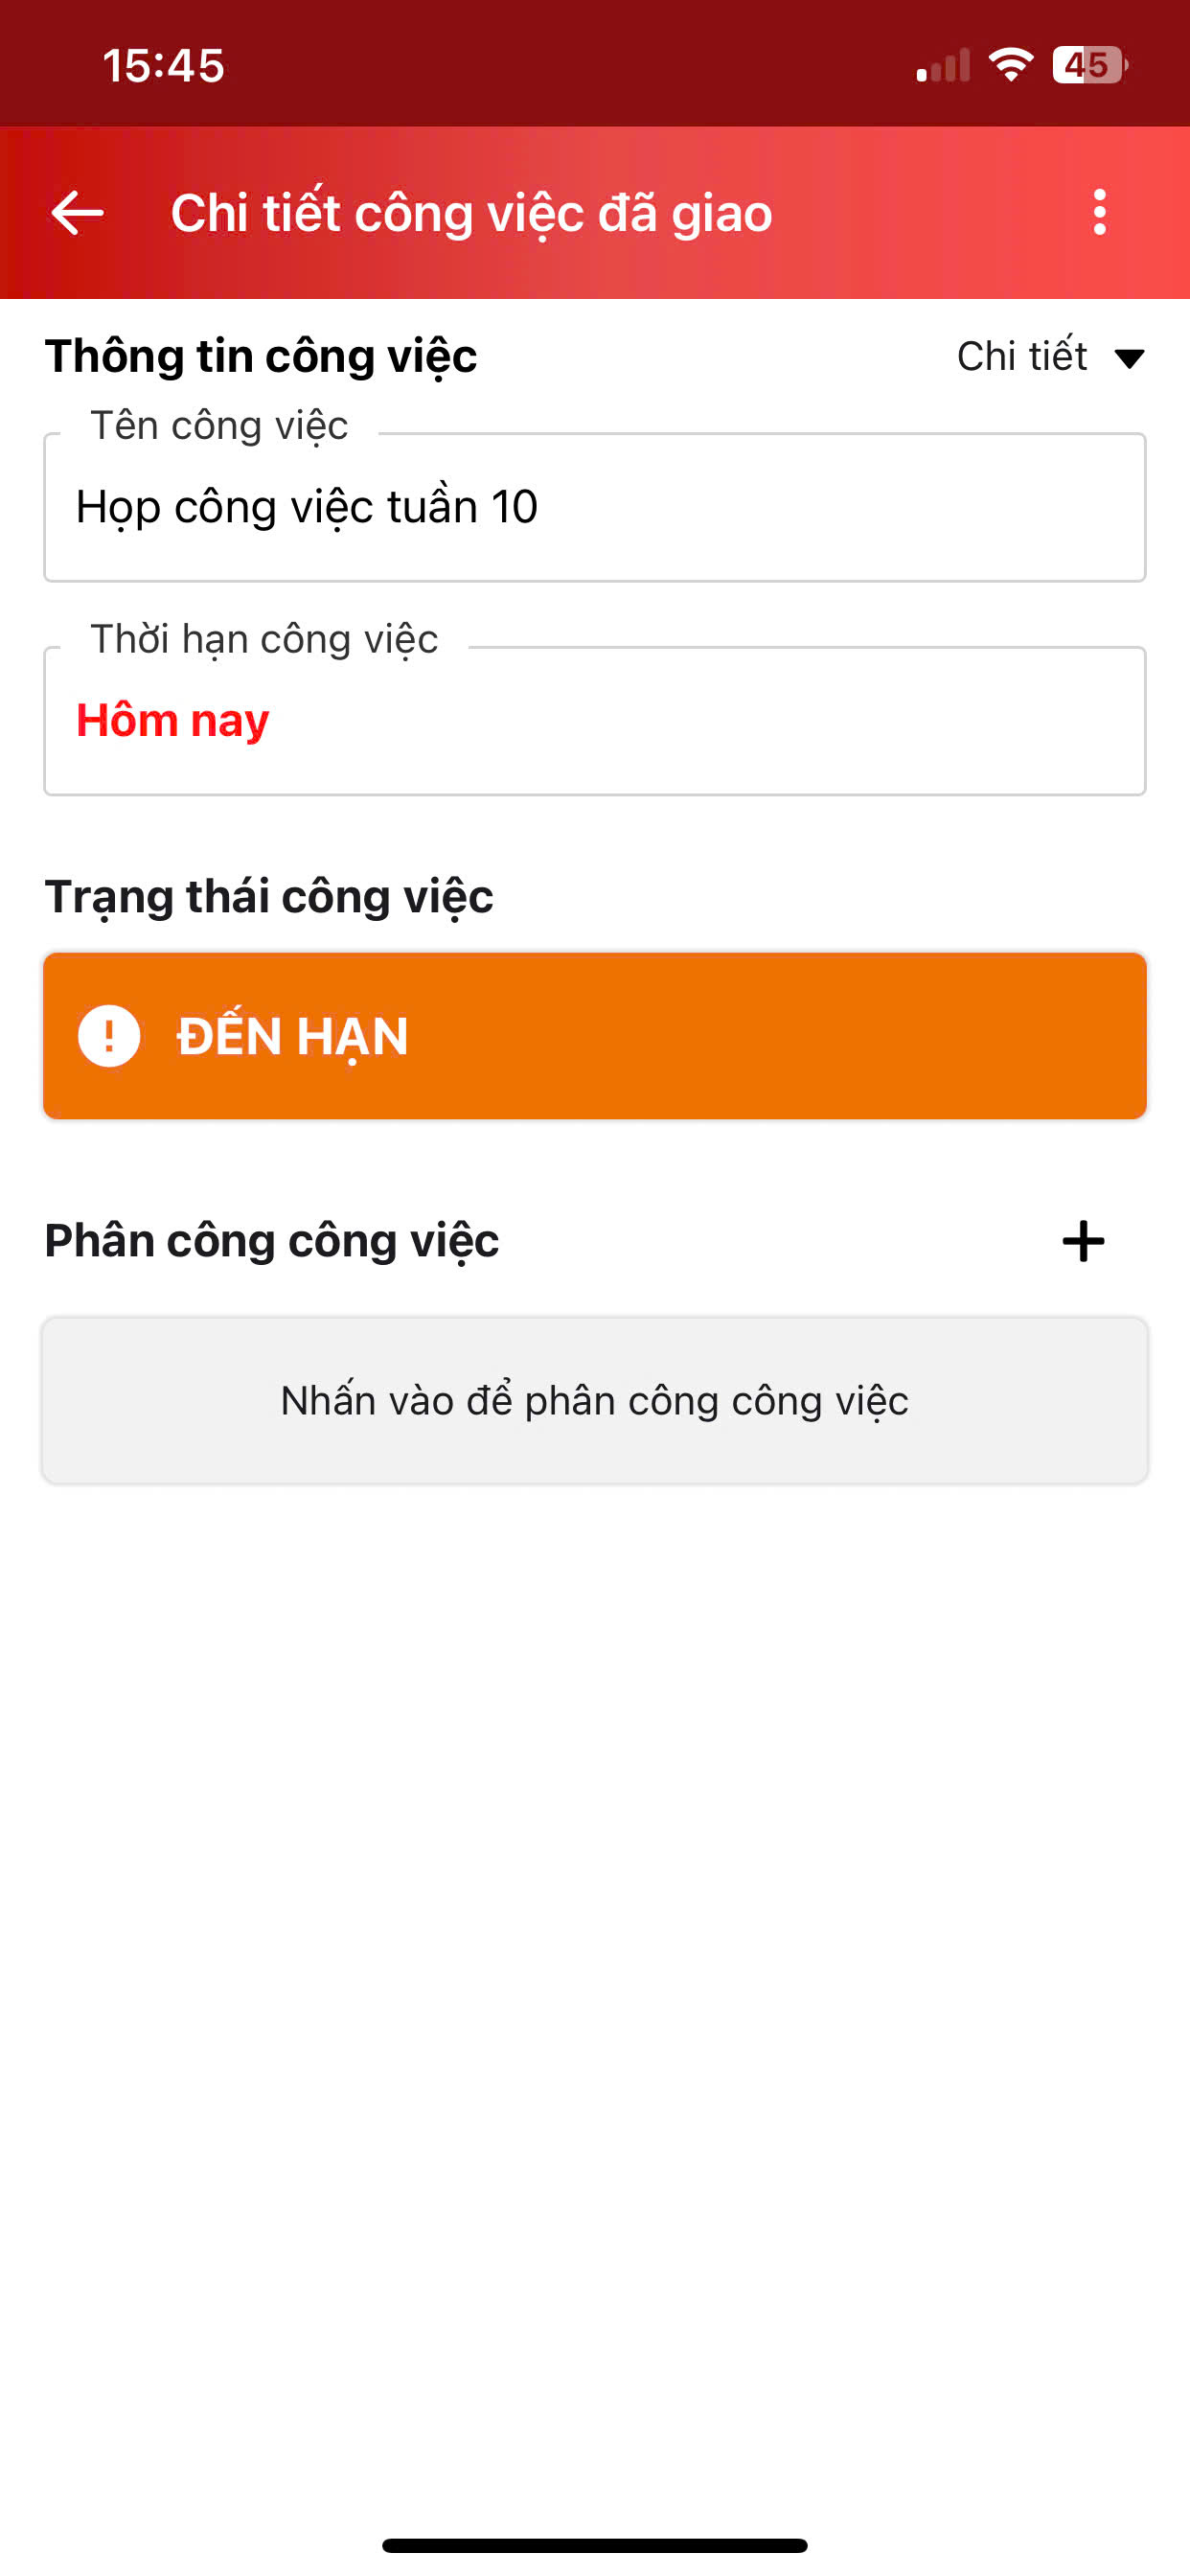 15:45
45
Chi tiết công việc đã giao
Thông tin công việc
Chi tiết
Tên công việc
Họp công việc tuần 10
Thời hạn công việc
Hôm nay
Trạng thái công việc
ĐẾN HẠN
Phân công công việc
Nhấn vào để phân công công việc